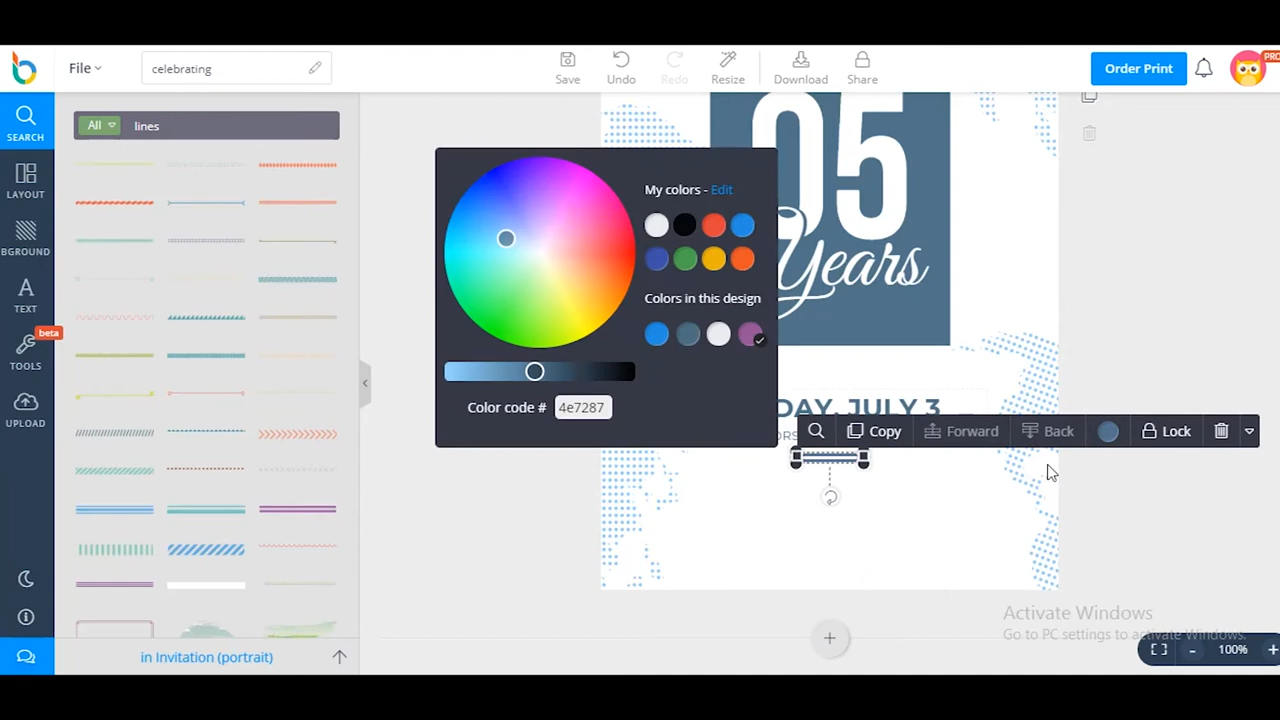 File
celebrating
Save
Undo
Redo
Resize
Download
Share
Order Print
PRO
SEARCH
LAYOUT
BGROUND
TEXT
beta
TOOLS
UPLOAD
All
lines
in Invitation (portrait)
My colors - Edit
Colors in this design
Color code #
4e7287
05
Years
DAY, JULY 3
ORS
Copy
Forward
Back
Lock
Activate Windows
Go to PC settings to activate Windows.
- 100% +